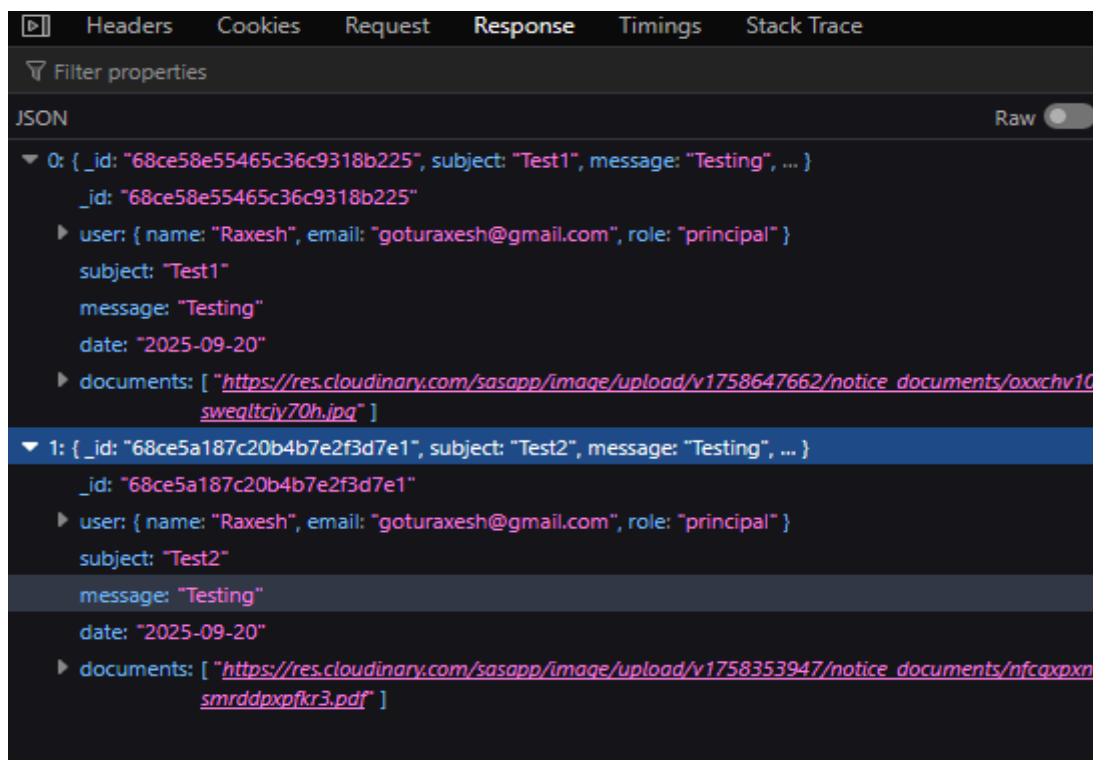 Headers Cookies Request Response Timings Stack Trace
Filter properties
JSON Raw
0: { _id: "68ce58e55465c36c9318b225", subject: "Test1", message: "Testing", ... }
_id: "68ce58e55465c36c9318b225"
user: { name: "Raxesh", email: "goturaxesh@gmail.com", role: "principal" }
subject: "Test1"
message: "Testing"
date: "2025-09-20"
documents: [ "https://res.cloudinary.com/sasapp/image/upload/v1758647662/notice_documents/oxxchv10
sweqltcjy70h.jpg" ]
1: { _id: "68ce5a187c20b4b7e2f3d7e1", subject: "Test2", message: "Testing", ... }
_id: "68ce5a187c20b4b7e2f3d7e1"
user: { name: "Raxesh", email: "goturaxesh@gmail.com", role: "principal" }
subject: "Test2"
message: "Testing"
date: "2025-09-20"
documents: [ "https://res.cloudinary.com/sasapp/image/upload/v1758353947/notice_documents/nfcqxpxn
smrddpxpfkr3.pdf" ]